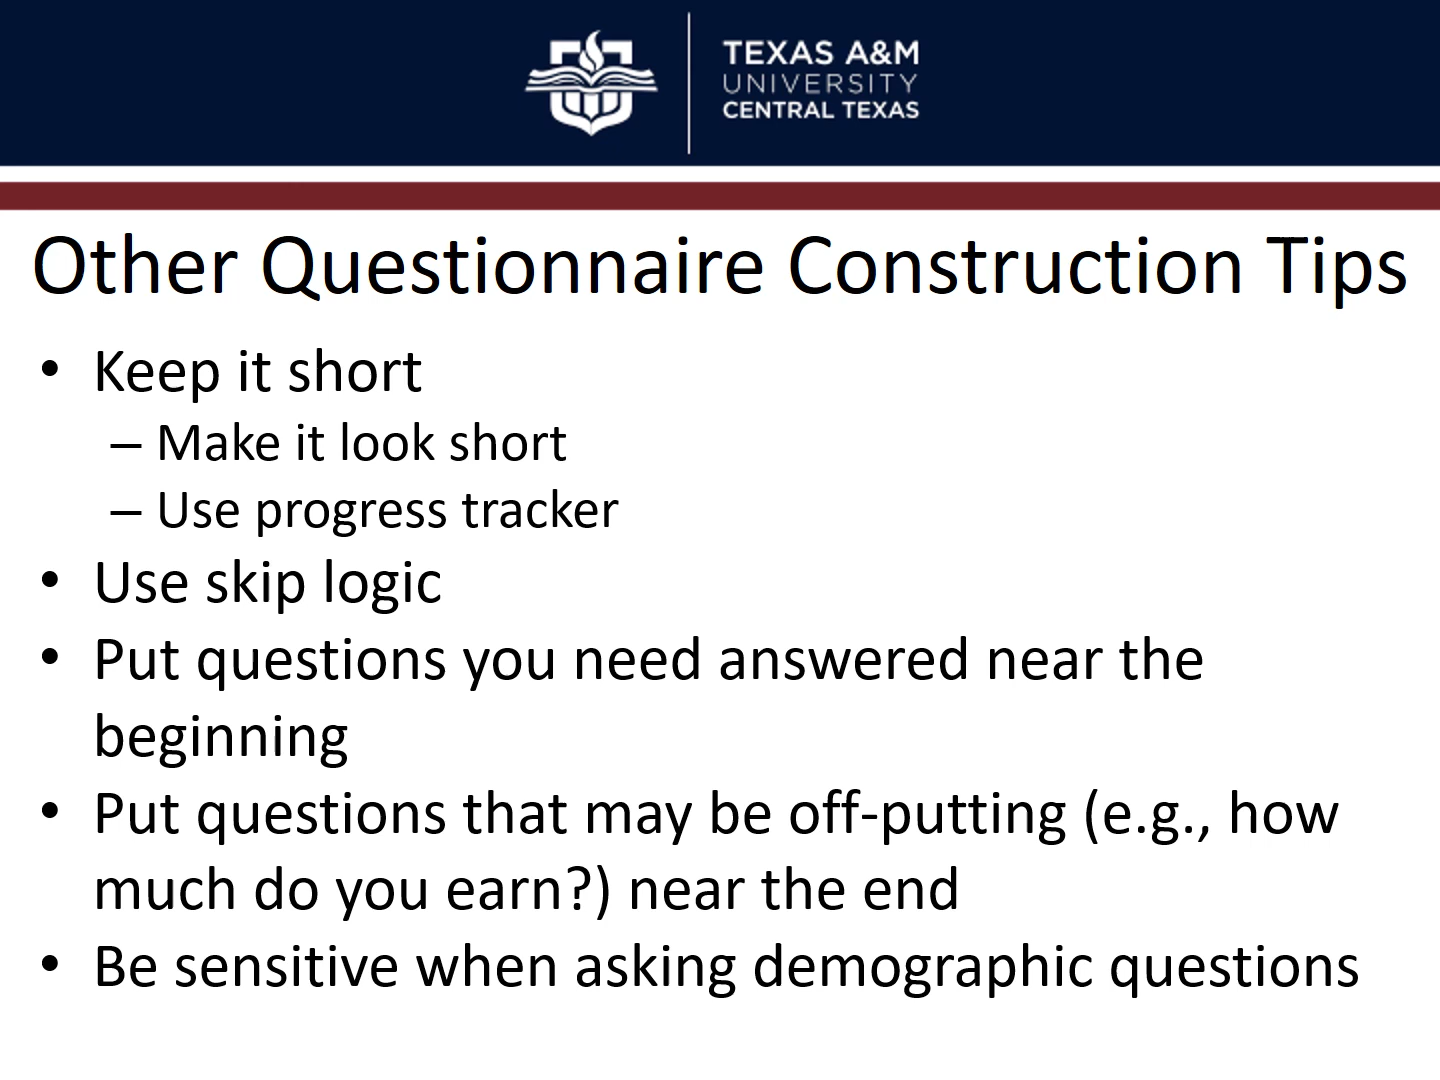 TEXAS A&M
UNIVERSITY
CENTRAL TEXAS
Other Questionnaire Construction Tips
• Keep it short
– Make it look short
– Use progress tracker
• Use skip logic
• Put questions you need answered near the
beginning
• Put questions that may be off-putting (e.g., how
much do you earn?) near the end
• Be sensitive when asking demographic questions